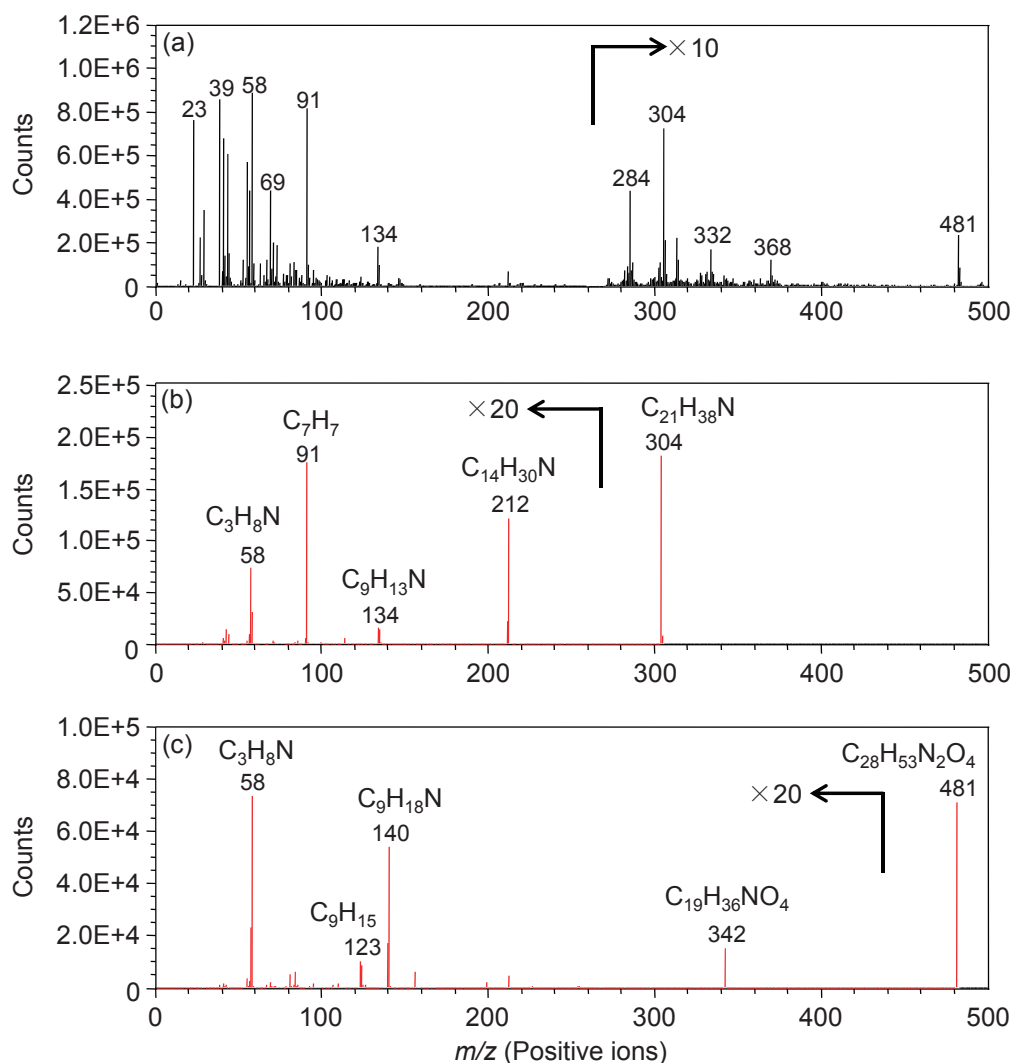 (a)
1.2E+6
1.0E+6
8.0E+5
6.0E+5
4.0E+5
2.0E+5
0
Counts
23
39
58
69
91
134
× 10
284
304
332
368
481
0 100 200 300 400 500
(b)
2.5E+5
2.0E+5
1.5E+5
1.0E+5
5.0E+4
0
Counts
C3H8N
58
C7H7
91
C9H13N
134
C14H30N
212
× 20
C21H38N
304
0 100 200 300 400 500
(c)
1.0E+5
8.0E+4
6.0E+4
4.0E+4
2.0E+4
0
Counts
C3H8N
58
C9H15
123
C9H18N
140
C19H36NO4
342
× 20
C28H53N2O4
481
0 100 200 300 400 500
m/z (Positive ions)